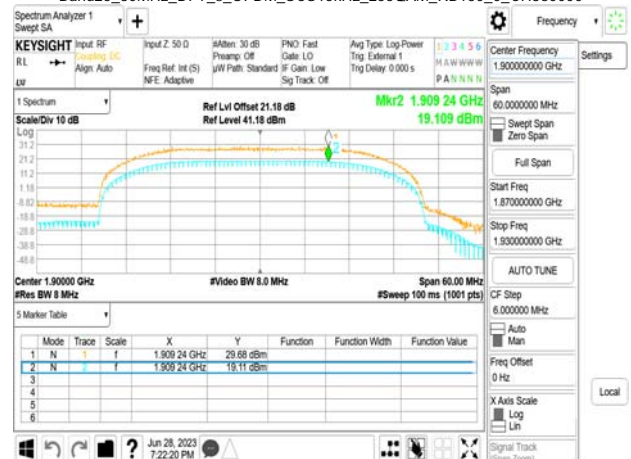 Spectrum Analyzer 1
Swept SA
Frequency
KEYSIGHT
RL
Input: RF
Coupling: DC
Align: Auto
Input Z: 50 Ω
Freq Ref: Int (S)
NFE: Adaptive
#Atten: 30 dB
Preamp: Off
µW Path: Standard
PNO: Fast
Gate: LO
IF Gain: Low
Sig Track: Off
Avg Type: Log-Power
Trig: External 1
Trig Delay: 0.000 s
1 2 3 4 5 6
M A W W W W
P A N N N N
1 Spectrum
Scale/Div 10 dB
Log
Ref Lvl Offset 21.18 dB
Ref Level 41.18 dBm
Mkr2 1.909 24 GHz
19.109 dBm
31.2
21.2
11.2
1.18
-8.82
-18.8
-28.8
-38.8
-48.8
Center 1.90000 GHz
#Res BW 8 MHz
#Video BW 8.0 MHz
Span 60.00 MHz
#Sweep 100 ms (1001 pts)
5 Marker Table
Mode Trace Scale X Y Function Function Width Function Value
1 N 1 f 1.909 24 GHz 29.68 dBm
2 N 2 f 1.909 24 GHz 19.11 dBm
3
4
5
6
Jun 28, 2023
7:22:20 PM
Center Frequency
1.900000000 GHz
Settings
Span
60.0000000 MHz
Swept Span
Zero Span
Full Span
Start Freq
1.870000000 GHz
Stop Freq
1.930000000 GHz
AUTO TUNE
CF Step
6.000000 MHz
Auto
Man
Freq Offset
0 Hz
X Axis Scale
Log
Lin
Local
Signal Track
(Span Zoom)